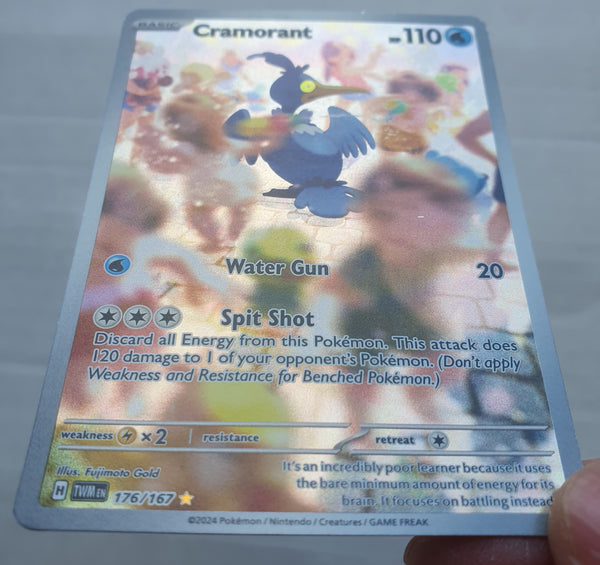 BASIC
Cramorant
HP 110
Water Gun 20
Spit Shot
Discard all Energy from this Pokémon. This attack does
120 damage to 1 of your opponent's Pokémon. (Don't apply
Weakness and Resistance for Benched Pokémon.)
weakness ×2 resistance retreat
Illus. Fujimoto Gold
H TWM EN 176/167
It's an incredibly poor learner because it uses
the bare minimum amount of energy for its
brain. It focuses on battling instead
©2024 Pokémon / Nintendo / Creatures / GAME FREAK